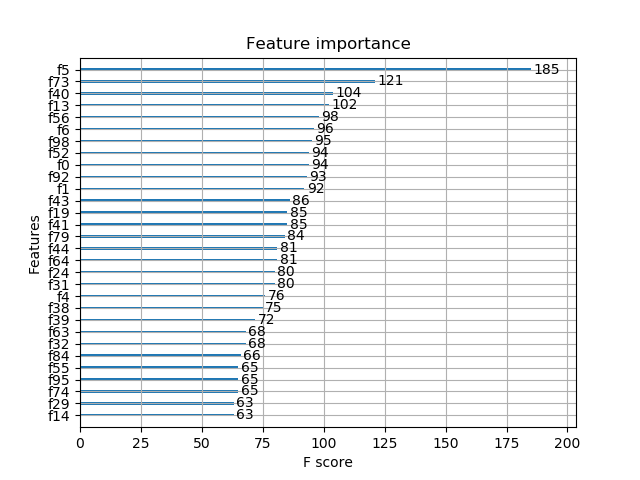 Feature importance
f5 185
f73 121
f40 104
f13 102
f56 98
f6 96
f98 95
f52 94
f0 94
f92 93
f1 92
f43 86
f19 85
f41 85
f79 84
f44 81
f64 81
f24 80
f31 80
f4 76
f38 75
f39 72
f63 68
f32 68
f84 66
f55 65
f95 65
f74 65
f29 63
f14 63
Features
0 25 50 75 100 125 150 175 200
F score